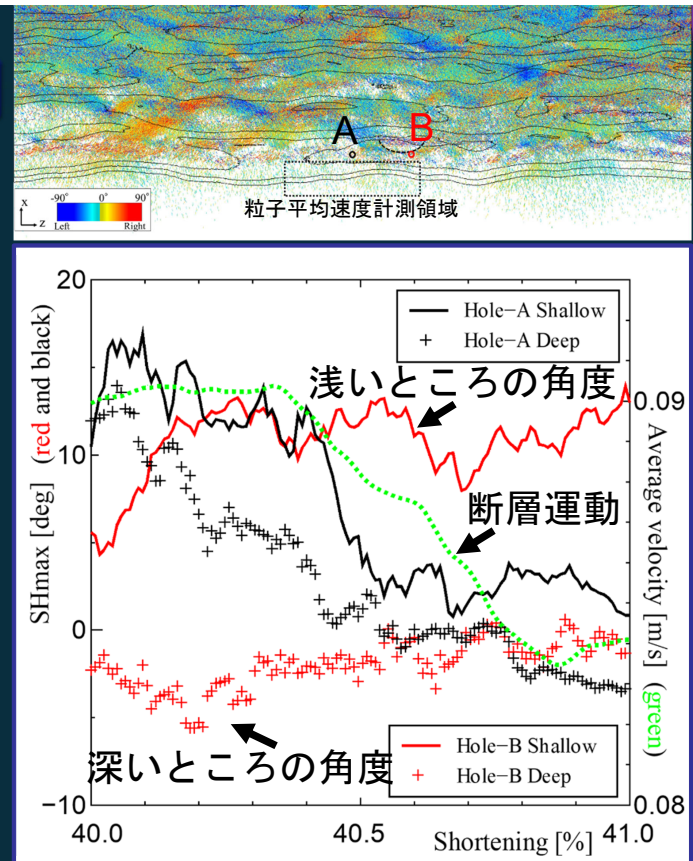 A
B
-90° 0° 90°
Left Right
x
z
粒子平均速度計測領域
20
10
0
−10
SHmax [deg] (red and black)
Hole−A Shallow
Hole−A Deep
浅いところの角度
断層運動
深いところの角度
Hole−B Shallow
Hole−B Deep
0.09
0.08
Average velocity [m/s] (green)
40.0 40.5 41.0
Shortening [%]